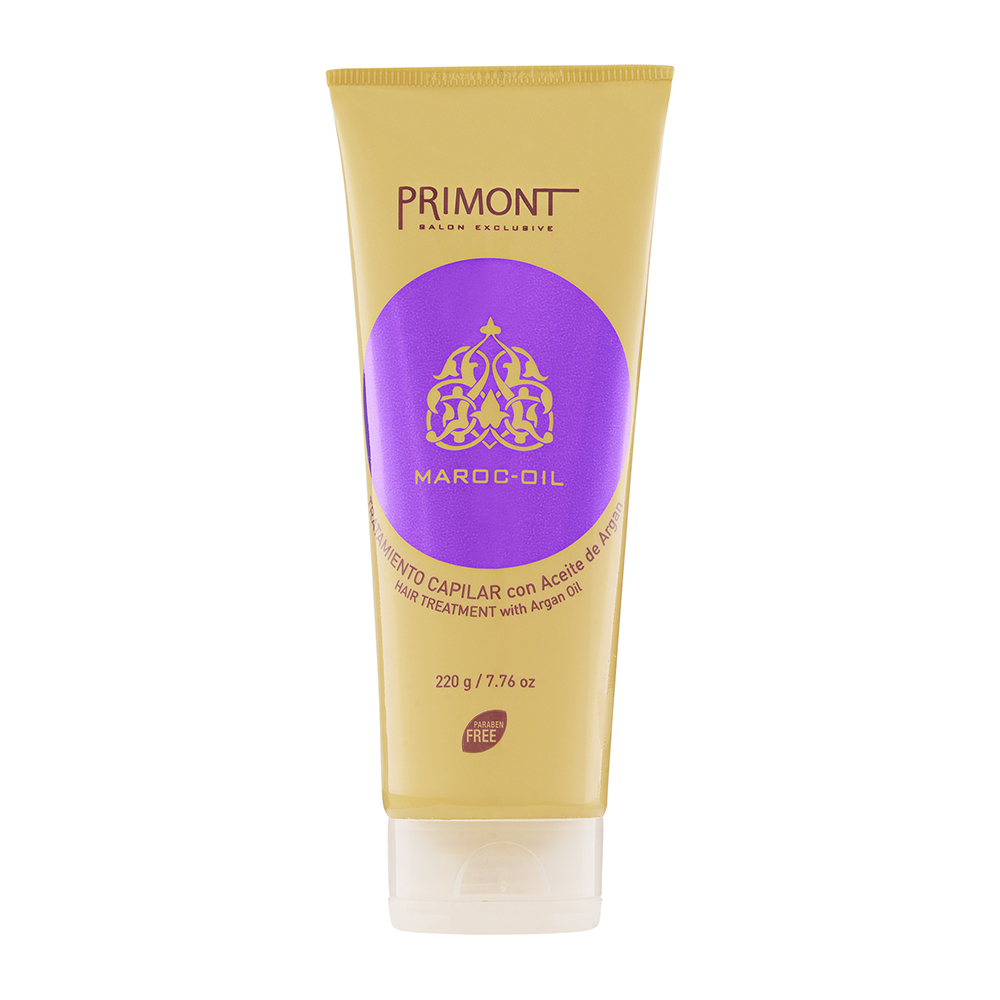 PRIMONT
SALON EXCLUSIVE
MAROC-OIL
TRATAMIENTO CAPILAR con Aceite de Argan
HAIR TREATMENT with Argan Oil
220 g / 7.76 oz
PARABEN
FREE